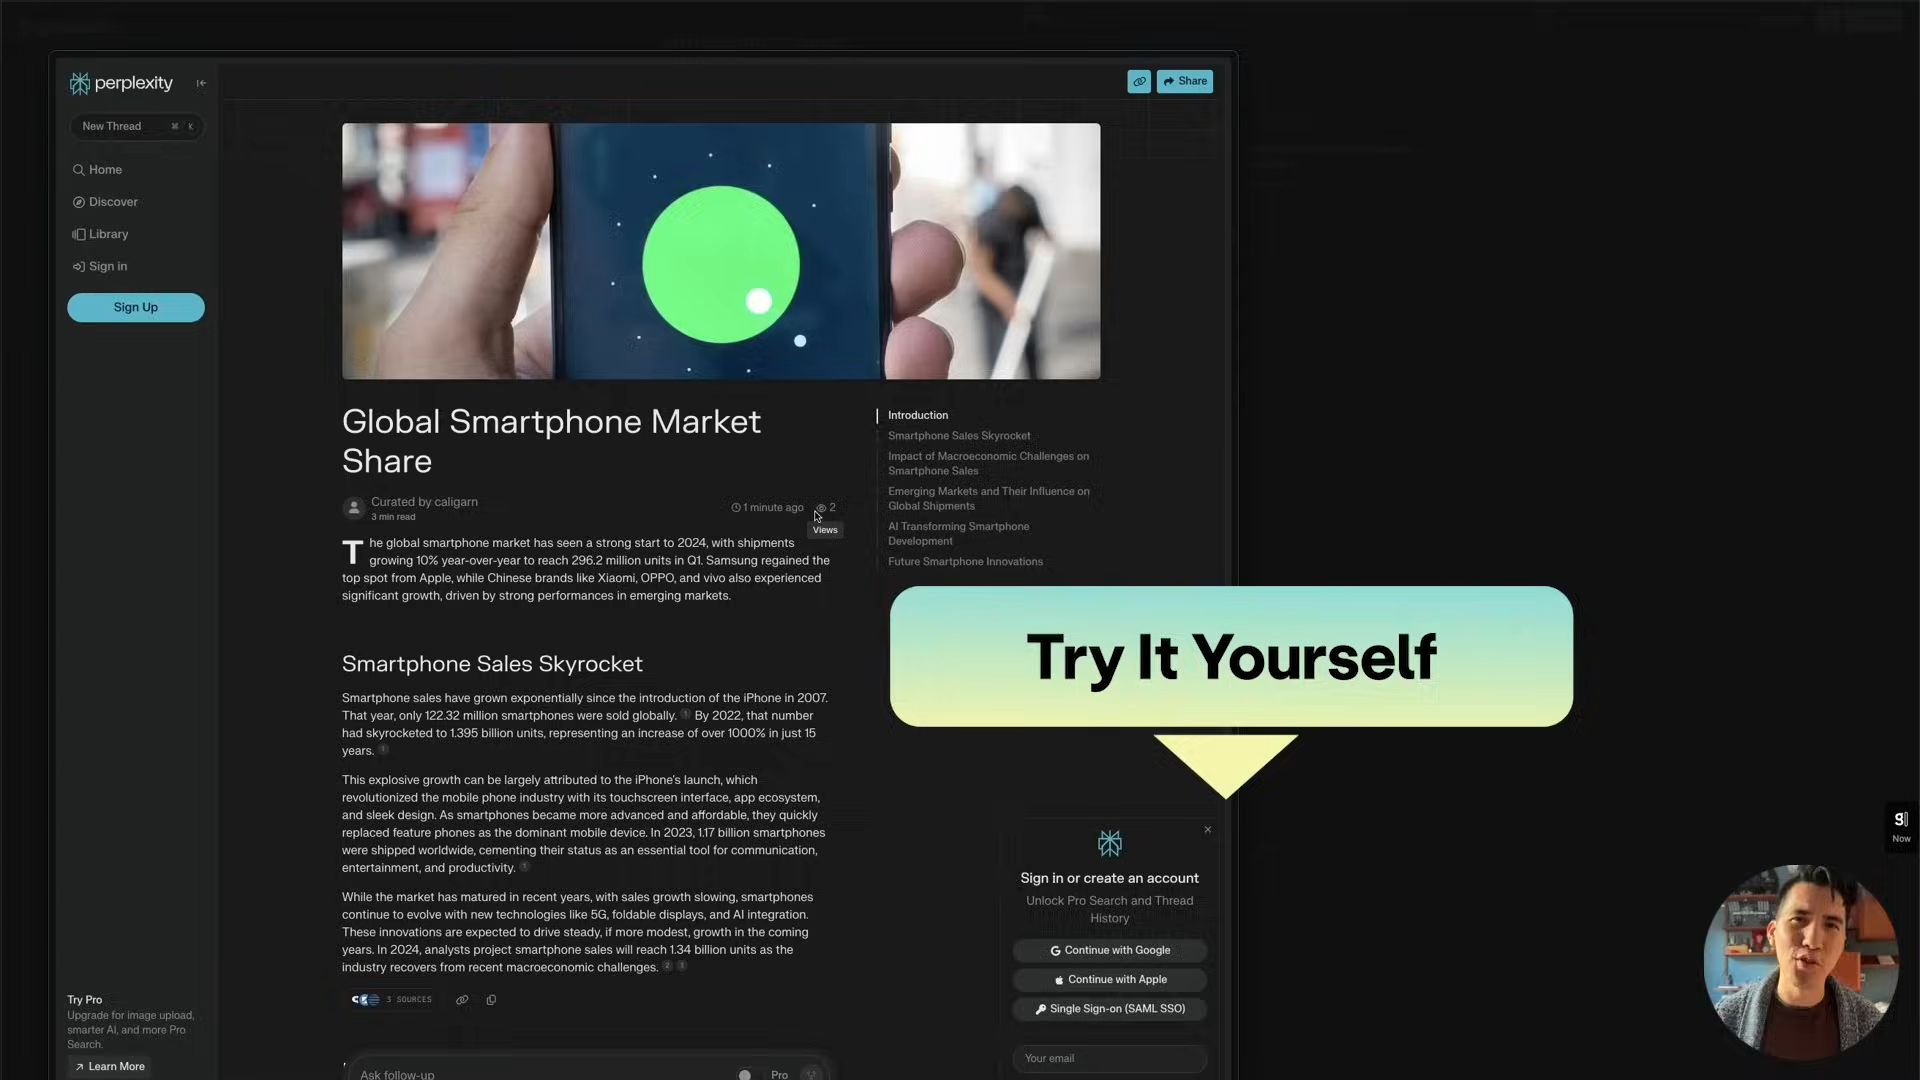 perplexity
New Thread
⌘ K
Home
Discover
Library
Sign in
Sign Up
Try Pro
Upgrade for image upload,
smarter AI, and more Pro
Search.
Learn More
Share
Global Smartphone Market
Share
Curated by caligarn
3 min read
1 minute ago
2
Views
The global smartphone market has seen a strong start to 2024, with shipments
growing 10% year-over-year to reach 296.2 million units in Q1. Samsung regained the
top spot from Apple, while Chinese brands like Xiaomi, OPPO, and vivo also experienced
significant growth, driven by strong performances in emerging markets.
Smartphone Sales Skyrocket
Smartphone sales have grown exponentially since the introduction of the iPhone in 2007.
That year, only 122.32 million smartphones were sold globally. 1 By 2022, that number
had skyrocketed to 1.395 billion units, representing an increase of over 1000% in just 15
years. 1
This explosive growth can be largely attributed to the iPhone's launch, which
revolutionized the mobile phone industry with its touchscreen interface, app ecosystem,
and sleek design. As smartphones became more advanced and affordable, they quickly
replaced feature phones as the dominant mobile device. In 2023, 1.17 billion smartphones
were shipped worldwide, cementing their status as an essential tool for communication,
entertainment, and productivity. 1
While the market has matured in recent years, with sales growth slowing, smartphones
continue to evolve with new technologies like 5G, foldable displays, and AI integration.
These innovations are expected to drive steady, if more modest, growth in the coming
years. In 2024, analysts project smartphone sales will reach 1.34 billion units as the
industry recovers from recent macroeconomic challenges. 2
3 SOURCES
Ask follow-up
Pro
Introduction
Smartphone Sales Skyrocket
Impact of Macroeconomic Challenges on
Smartphone Sales
Emerging Markets and Their Influence on
Global Shipments
AI Transforming Smartphone
Development
Future Smartphone Innovations
Try It Yourself
Sign in or create an account
Unlock Pro Search and Thread
History
Continue with Google
Continue with Apple
Single Sign-on (SAML SSO)
Your email
Now